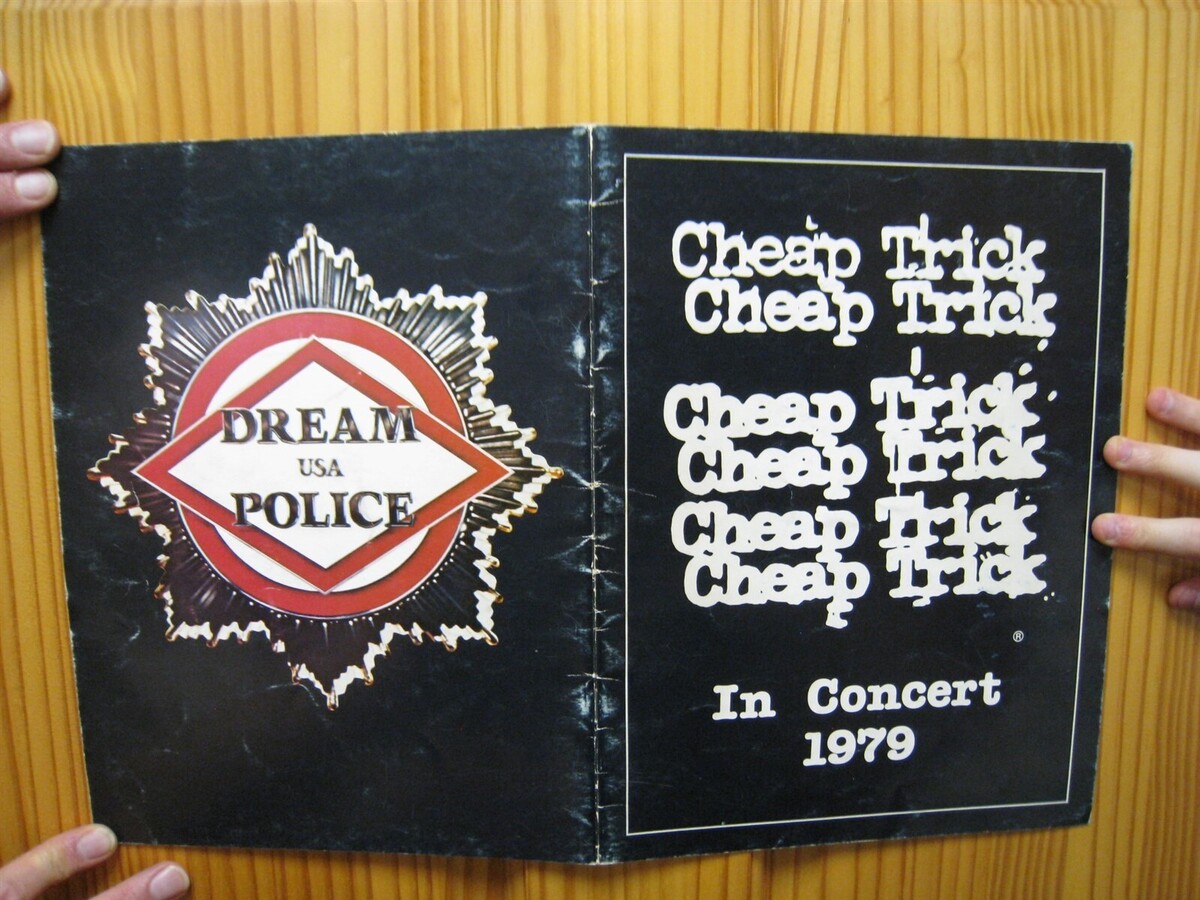 DREAM
USA
POLICE
Cheap Trick
Cheap Trick
Cheap Trick
Cheap Trick
Cheap Trick
Cheap Trick
®
In Concert
1979